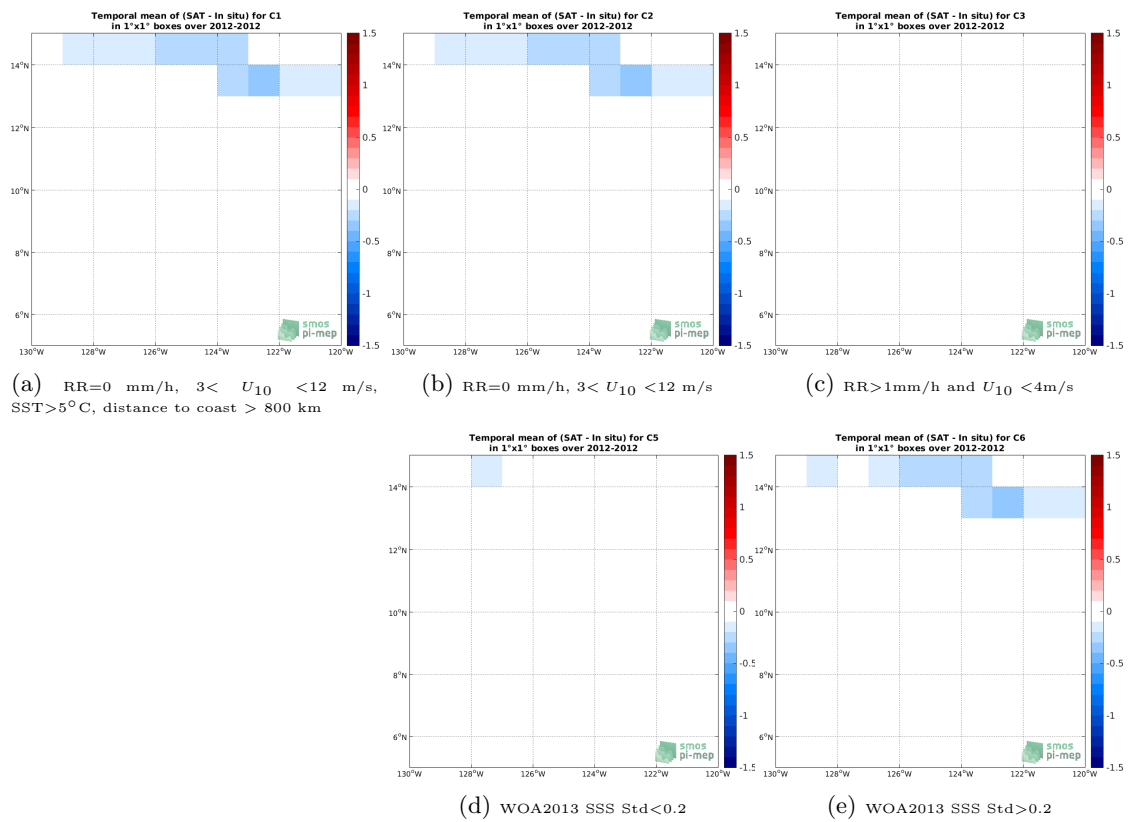 Temporal mean of (SAT - In situ) for C1
in 1°x1° boxes over 2012-2012
14°N
12°N
10°N
8°N
6°N
130°W
128°W
126°W
124°W
122°W
120°W
1.5
1
0.5
0
-0.5
-1
-1.5
smos
pi-mep
(a) RR=0 mm/h, 3< U10 <12 m/s,
SST>5°C, distance to coast > 800 km
Temporal mean of (SAT - In situ) for C2
in 1°x1° boxes over 2012-2012
14°N
12°N
10°N
8°N
6°N
130°W
128°W
126°W
124°W
122°W
120°W
1.5
1
0.5
0
-0.5
-1
-1.5
smos
pi-mep
(b) RR=0 mm/h, 3< U10 <12 m/s
Temporal mean of (SAT - In situ) for C3
in 1°x1° boxes over 2012-2012
14°N
12°N
10°N
8°N
6°N
130°W
128°W
126°W
124°W
122°W
120°W
1.5
1
0.5
0
-0.5
-1
-1.5
smos
pi-mep
(c) RR>1mm/h and U10 <4m/s
Temporal mean of (SAT - In situ) for C5
in 1°x1° boxes over 2012-2012
14°N
12°N
10°N
8°N
6°N
130°W
128°W
126°W
124°W
122°W
120°W
1.5
1
0.5
0
-0.5
-1
-1.5
smos
pi-mep
(d) WOA2013 SSS Std<0.2
Temporal mean of (SAT - In situ) for C6
in 1°x1° boxes over 2012-2012
14°N
12°N
10°N
8°N
6°N
130°W
128°W
126°W
124°W
122°W
120°W
1.5
1
0.5
0
-0.5
-1
-1.5
smos
pi-mep
(e) WOA2013 SSS Std>0.2